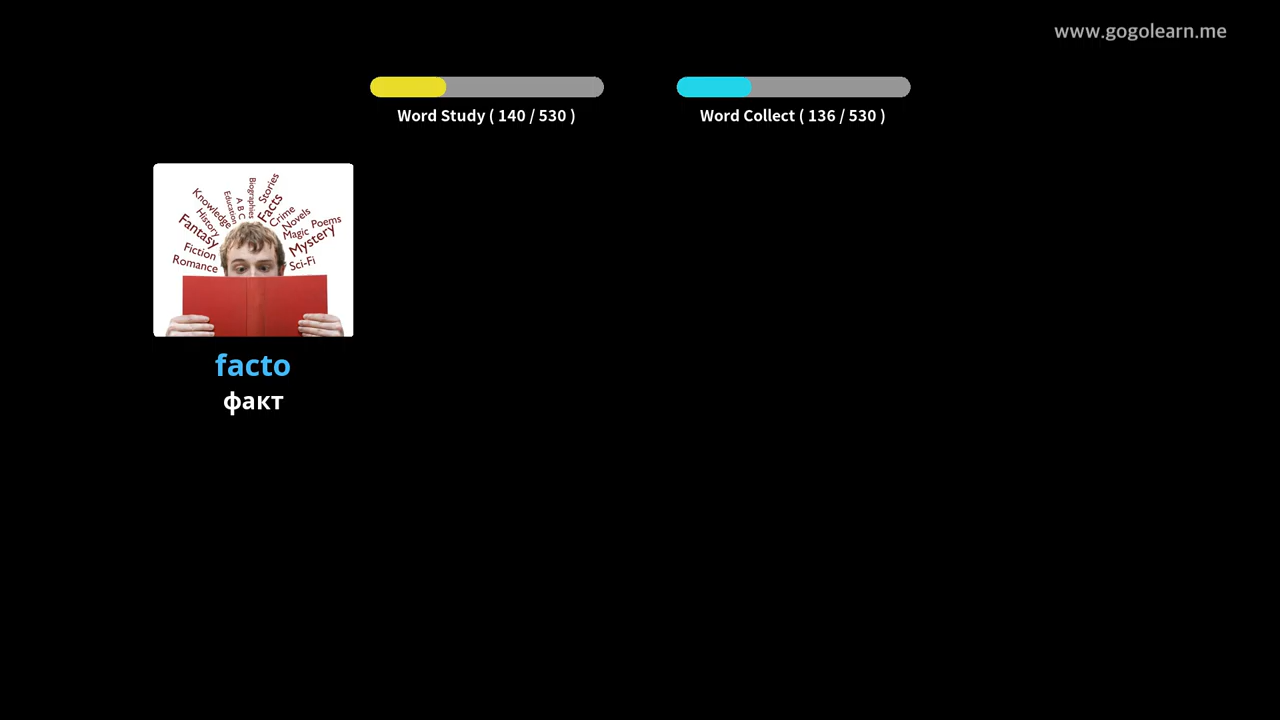 www.gogolearn.me
Word Study ( 140 / 530 )
Word Collect ( 136 / 530 )
Knowledge
History
Fantasy
Fiction
Romance
Education
A B C
Biographies
Stories
Facts
Crime
Novels
Magic
Poems
Mystery
Sci-Fi
facto
факт